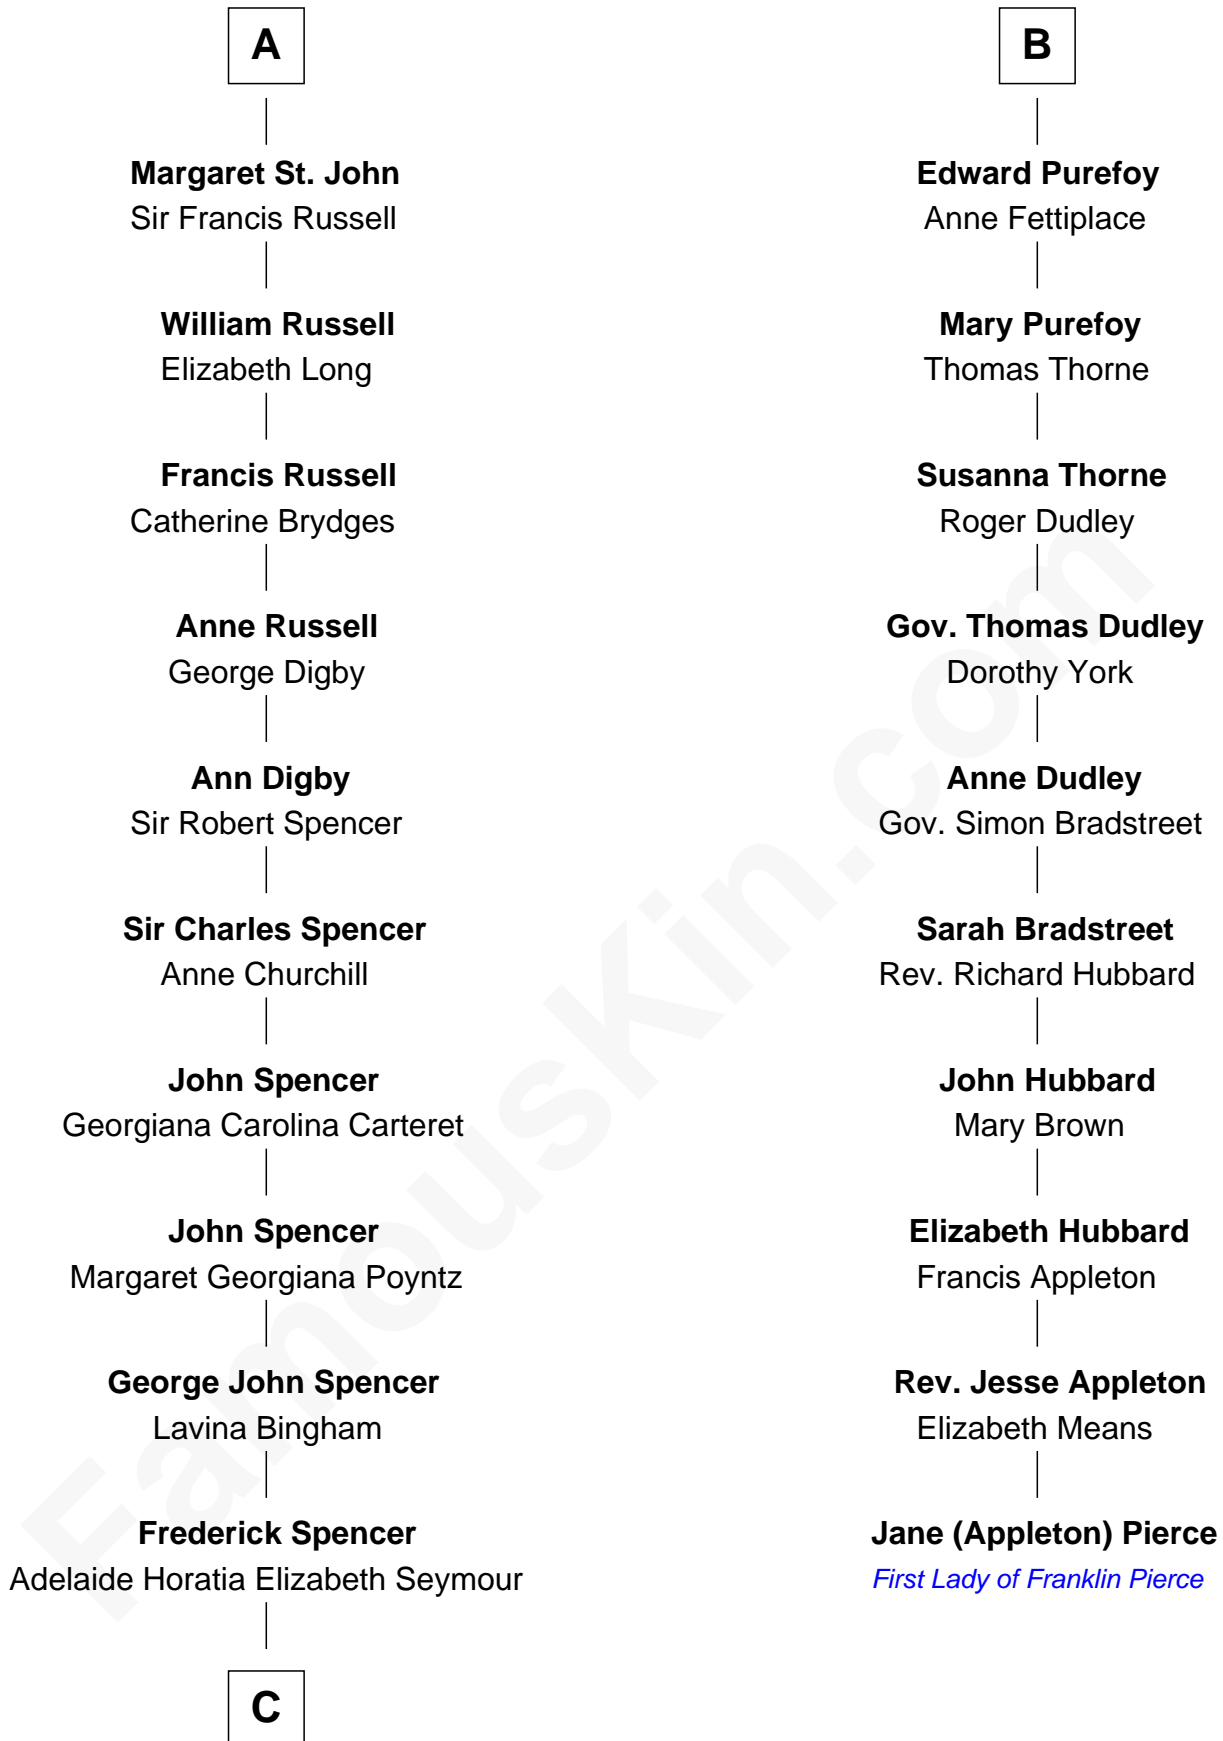 A
Margaret St. John
Sir Francis Russell
William Russell
Elizabeth Long
Francis Russell
Catherine Brydges
Anne Russell
George Digby
Ann Digby
Sir Robert Spencer
Sir Charles Spencer
Anne Churchill
John Spencer
Georgiana Carolina Carteret
John Spencer
Margaret Georgiana Poyntz
George John Spencer
Lavina Bingham
Frederick Spencer
Adelaide Horatia Elizabeth Seymour
C
B
Edward Purefoy
Anne Fettiplace
Mary Purefoy
Thomas Thorne
Susanna Thorne
Roger Dudley
Gov. Thomas Dudley
Dorothy York
Anne Dudley
Gov. Simon Bradstreet
Sarah Bradstreet
Rev. Richard Hubbard
John Hubbard
Mary Brown
Elizabeth Hubbard
Francis Appleton
Rev. Jesse Appleton
Elizabeth Means
Jane (Appleton) Pierce
First Lady of Franklin Pierce
FamousKin.com